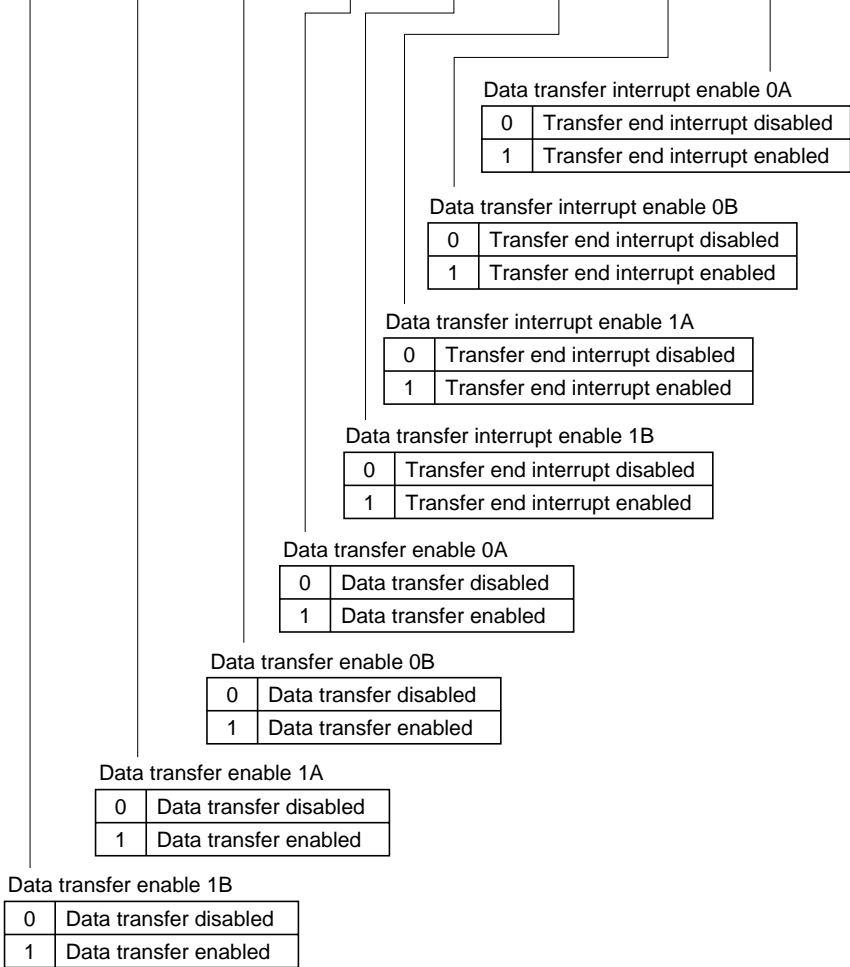 Data transfer interrupt enable 0A
0 Transfer end interrupt disabled
1 Transfer end interrupt enabled
Data transfer interrupt enable 0B
0 Transfer end interrupt disabled
1 Transfer end interrupt enabled
Data transfer interrupt enable 1A
0 Transfer end interrupt disabled
1 Transfer end interrupt enabled
Data transfer interrupt enable 1B
0 Transfer end interrupt disabled
1 Transfer end interrupt enabled
Data transfer enable 0A
0 Data transfer disabled
1 Data transfer enabled
Data transfer enable 0B
0 Data transfer disabled
1 Data transfer enabled
Data transfer enable 1A
0 Data transfer disabled
1 Data transfer enabled
Data transfer enable 1B
0 Data transfer disabled
1 Data transfer enabled